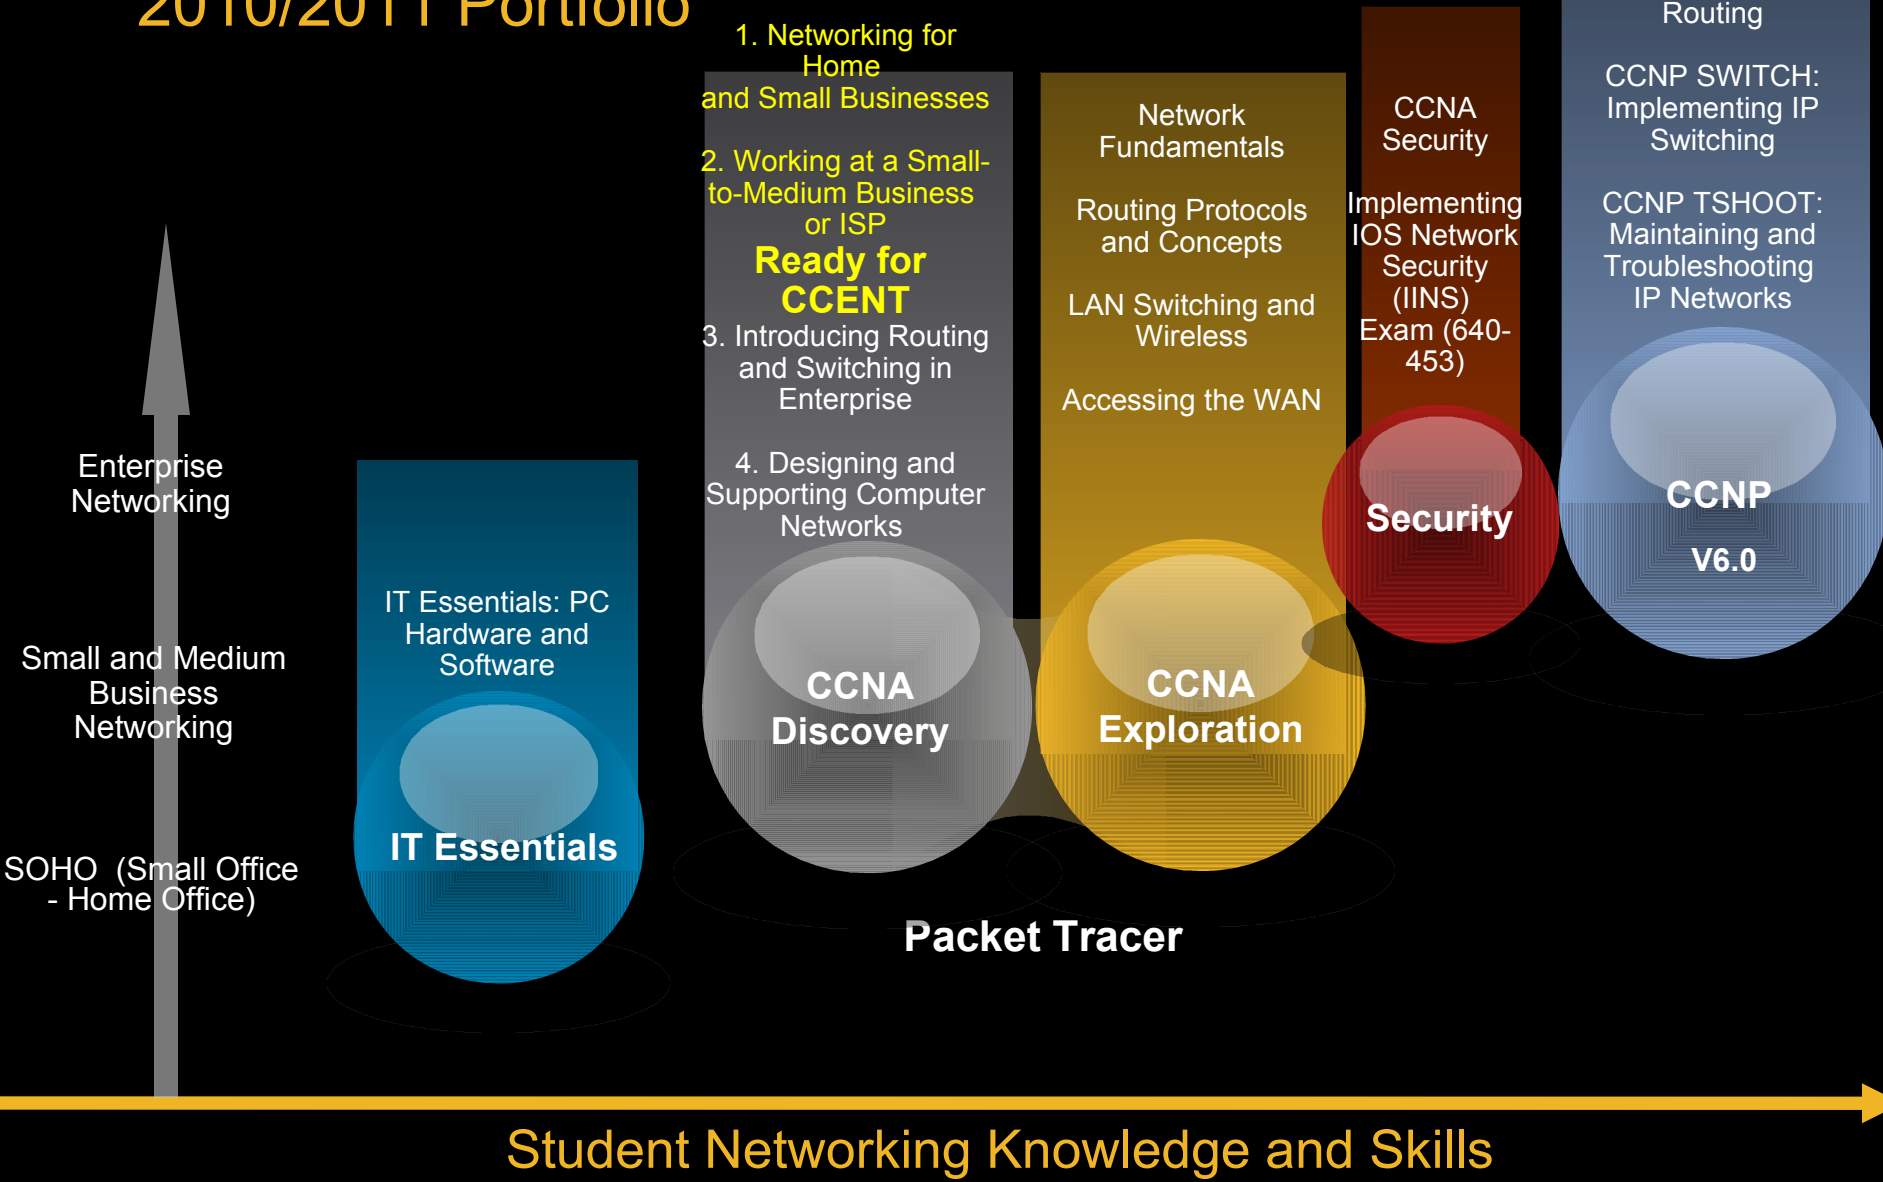 2010/2011 Portfolio
1. Networking for
Home
and Small Businesses
2. Working at a Small-
to-Medium Business
or ISP
Ready for
CCENT
3. Introducing Routing
and Switching in
Enterprise
4. Designing and
Supporting Computer
Networks
CCNA
Discovery
Network
Fundamentals
Routing Protocols
and Concepts
LAN Switching and
Wireless
Accessing the WAN
CCNA
Exploration
CCNA
Security
Implementing
IOS Network
Security
(IINS)
Exam (640-
453)
Security
Routing
CCNP SWITCH:
Implementing IP
Switching
CCNP TSHOOT:
Maintaining and
Troubleshooting
IP Networks
CCNP
V6.0
Enterprise
Networking
Small and Medium
Business
Networking
SOHO (Small Office
- Home Office)
IT Essentials: PC
Hardware and
Software
IT Essentials
Packet Tracer
Student Networking Knowledge and Skills